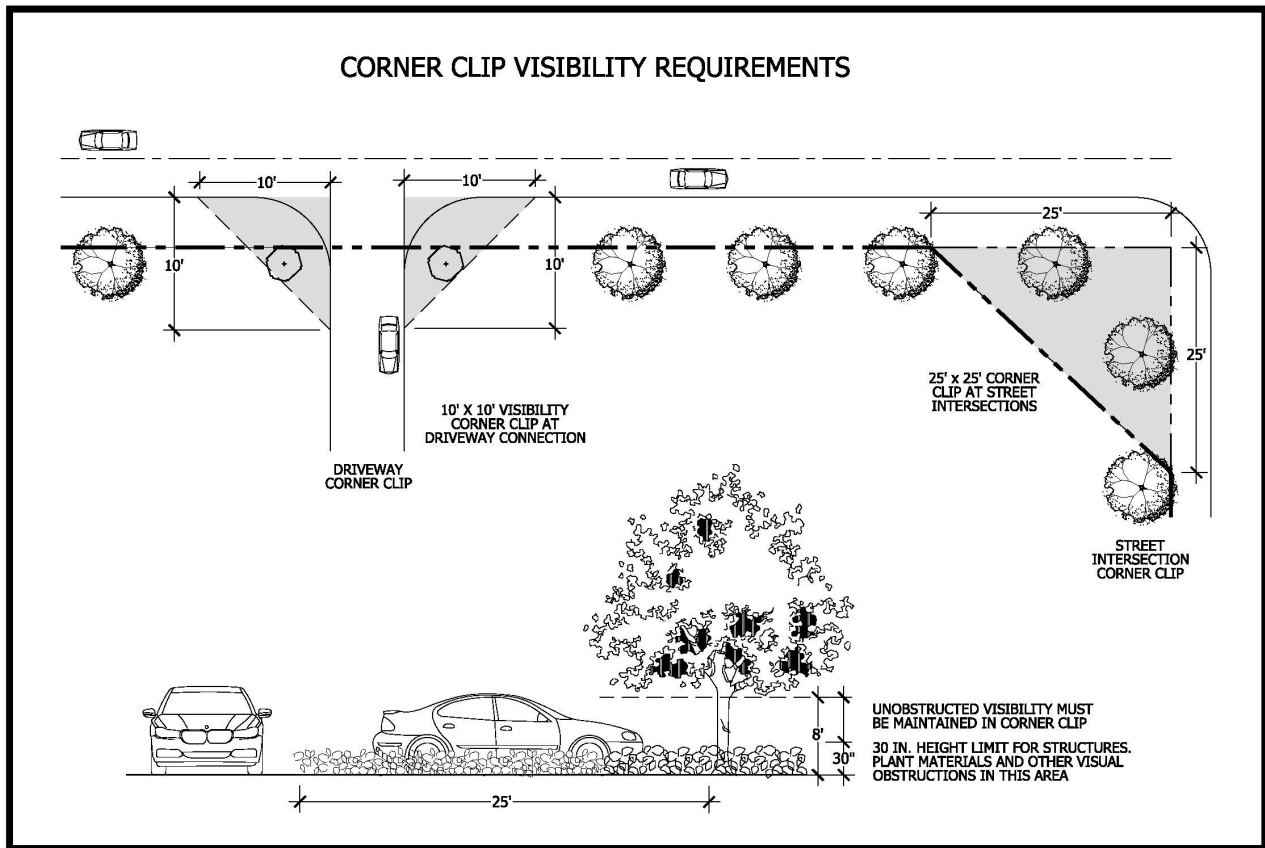 CORNER CLIP VISIBILITY REQUIREMENTS
10'
10'
25'
10'
10'
25'
25' x 25' CORNER
CLIP AT STREET
INTERSECTIONS
10' X 10' VISIBILITY
CORNER CLIP AT
DRIVEWAY CONNECTION
DRIVEWAY
CORNER CLIP
STREET
INTERSECTION
CORNER CLIP
UNOBSTRUCTED VISIBILITY MUST
BE MAINTAINED IN CORNER CLIP
8'
30"
30 IN. HEIGHT LIMIT FOR STRUCTURES.
PLANT MATERIALS AND OTHER VISUAL
OBSTRUCTIONS IN THIS AREA
25'